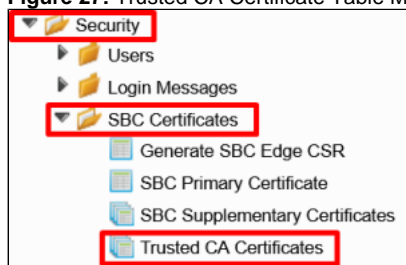 Figure 27: Trusted CA Certificate Table M
Security
Users
Login Messages
SBC Certificates
Generate SBC Edge CSR
SBC Primary Certificate
SBC Supplementary Certificates
Trusted CA Certificates